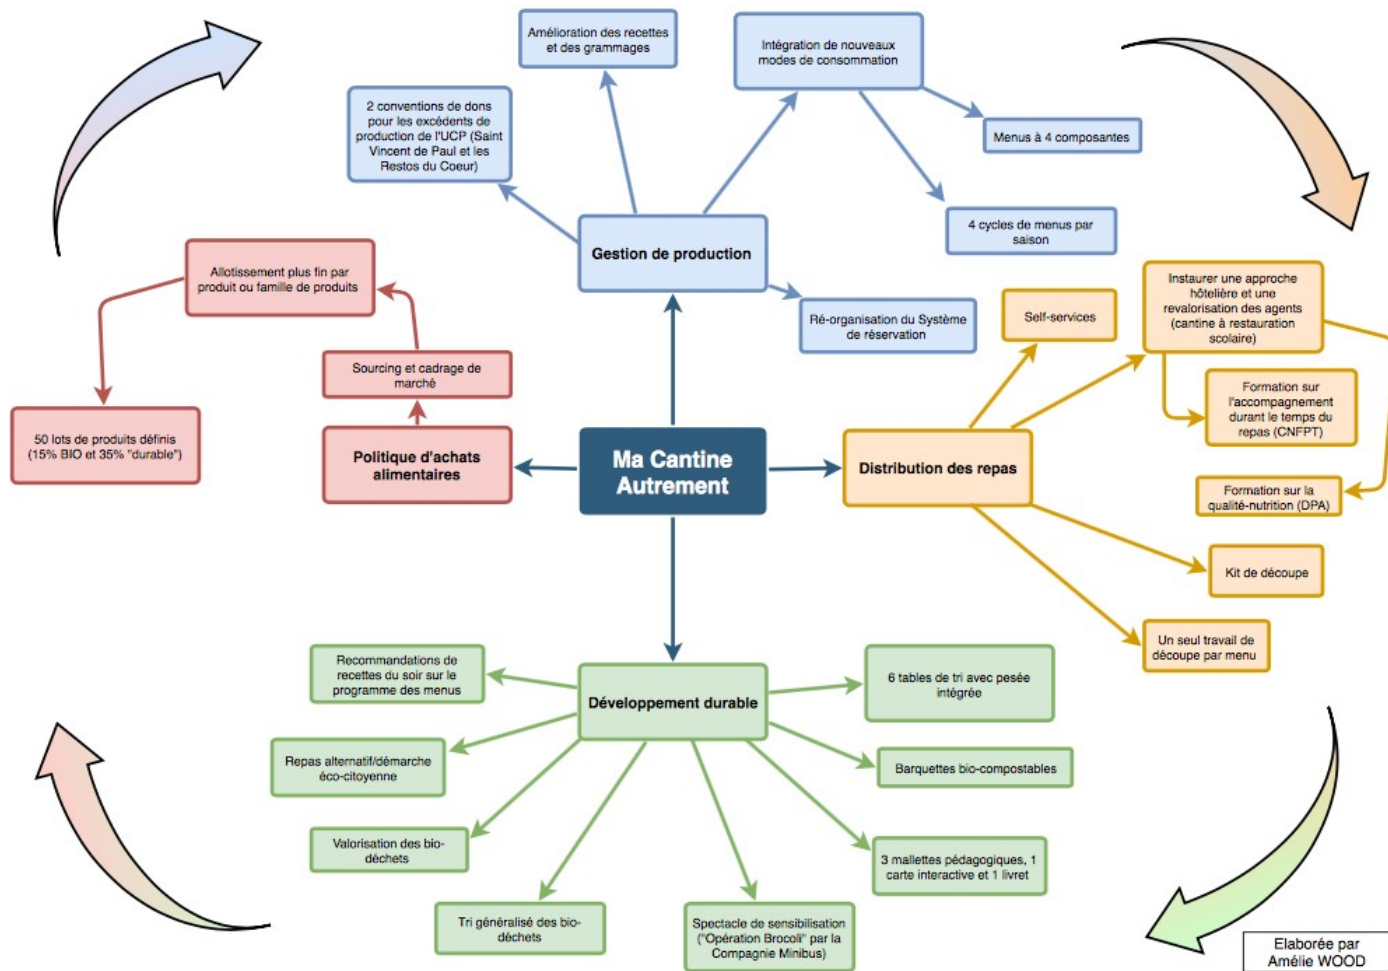 Amélioration des recettes
et des grammages
Intégration de nouveaux
modes de consommation
2 conventions de dons
pour les excédents de
production de l'UCP (Saint
Vincent de Paul et les
Restos du Coeur)
Menus à 4 composantes
4 cycles de menus par
saison
Gestion de production
Ré-organisation du Système
de réservation
Allotissement plus fin par
produit ou famille de produits
Sourcing et cadrage de
marché
50 lots de produits définis
(15% BIO et 35% "durable")
Politique d'achats
alimentaires
Ma Cantine
Autrement
Distribution des repas
Self-services
Instaurer une approche
hôtelière et une
revalorisation des agents
(cantine à restauration
scolaire)
Formation sur
l'accompagnement
durant le temps du
repas (CNFPT)
Formation sur la
qualité-nutrition (DPA)
Kit de découpe
Un seul travail de
découpe par menu
Développement durable
Recommandations de
recettes du soir sur le
programme des menus
Repas alternatif/démarche
éco-citoyenne
Valorisation des bio-
déchets
Tri généralisé des bio-
déchets
Spectacle de sensibilisation
("Opération Brocoli" par la
Compagnie Minibus)
3 mallettes pédagogiques, 1
carte interactive et 1 livret
Barquettes bio-compostables
6 tables de tri avec pesée
intégrée
Elaborée par
Amélie WOOD